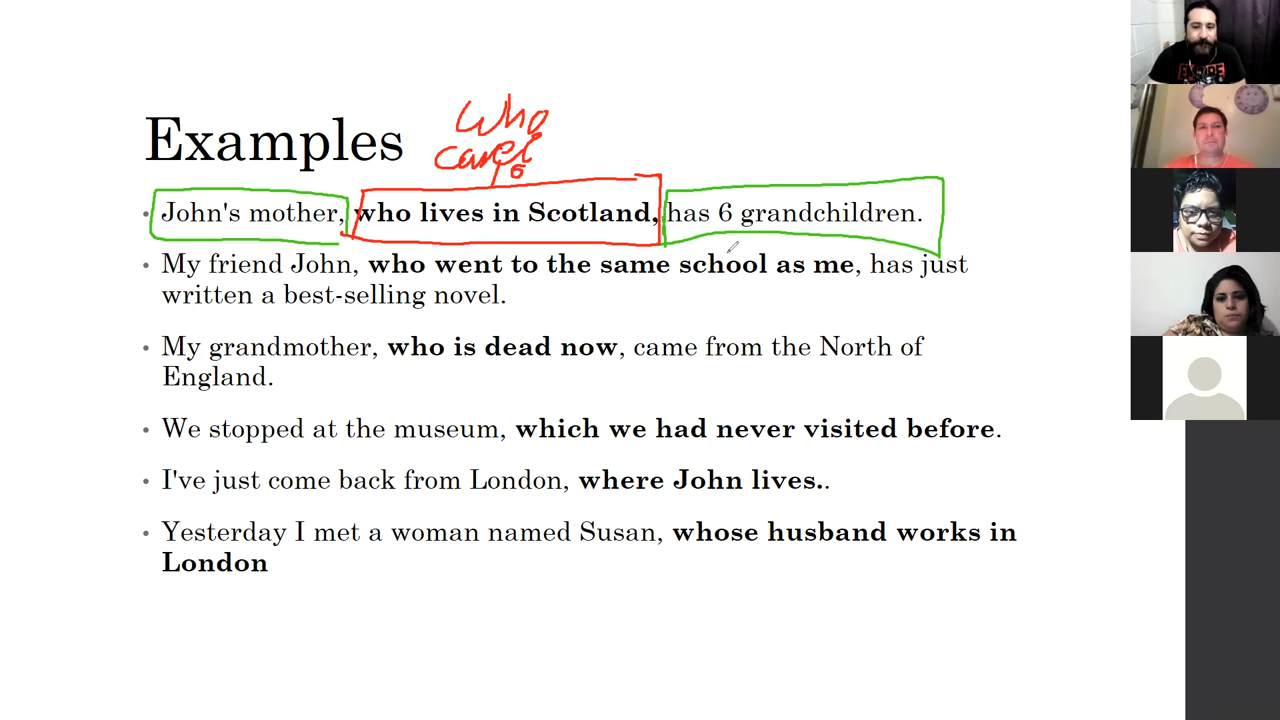 Who
cares
Examples
John's mother, who lives in Scotland, has 6 grandchildren.
My friend John, who went to the same school as me, has just
written a best-selling novel.
My grandmother, who is dead now, came from the North of
England.
We stopped at the museum, which we had never visited before.
I've just come back from London, where John lives..
Yesterday I met a woman named Susan, whose husband works in
London
EMPIRE